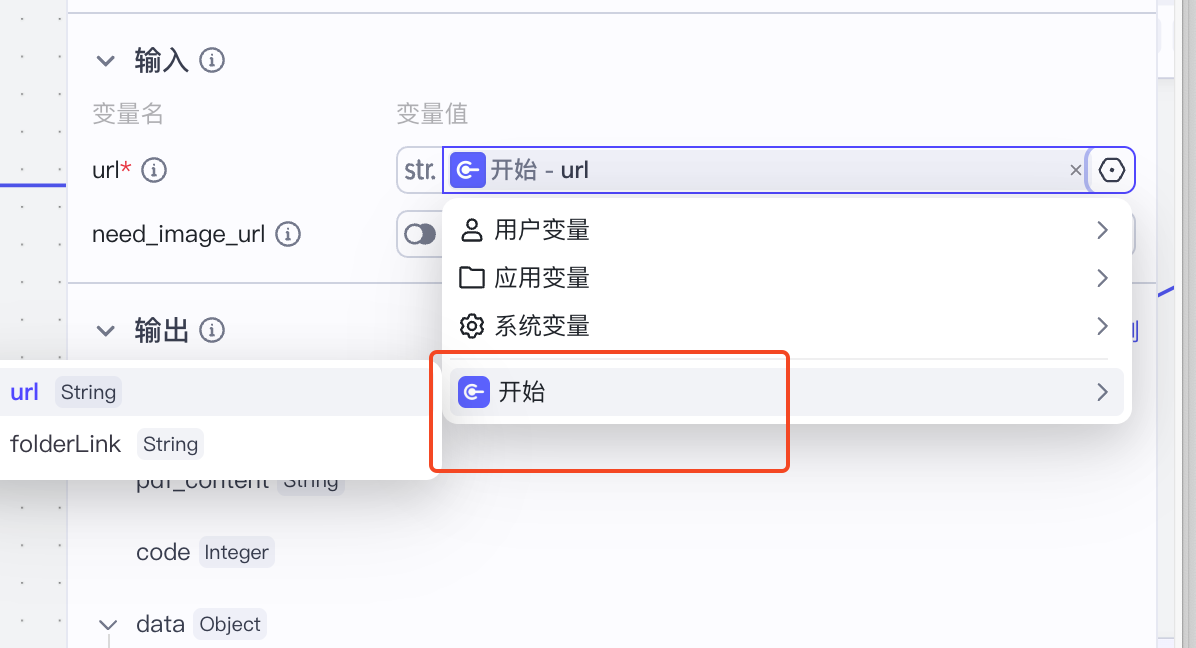 输入
变量名 变量值
url* str. 开始 - url
need_image_url
用户变量
应用变量
系统变量
输出
开始
url String
folderLink String
pdf_content String
code Integer
data Object